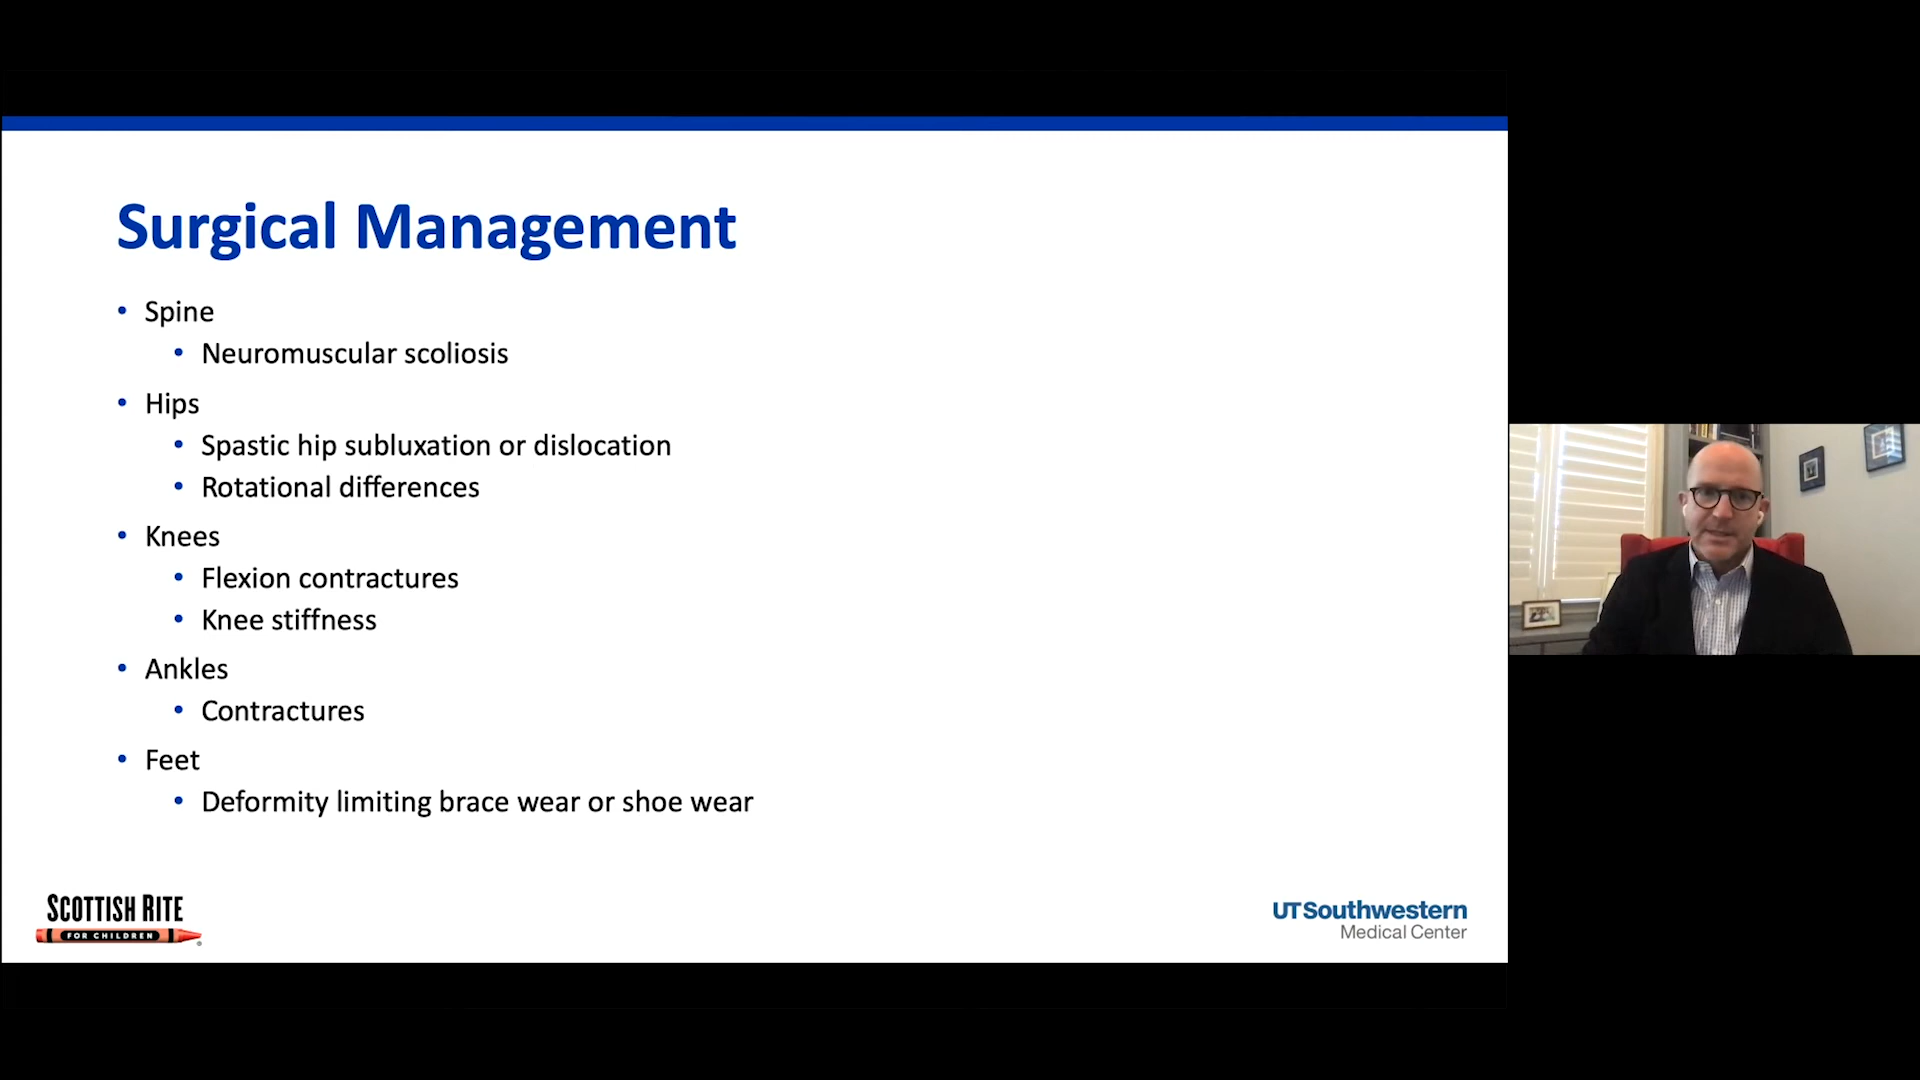 Surgical Management
• Spine
• Neuromuscular scoliosis
• Hips
• Spastic hip subluxation or dislocation
• Rotational differences
• Knees
• Flexion contractures
• Knee stiffness
• Ankles
• Contractures
• Feet
• Deformity limiting brace wear or shoe wear
SCOTTISH RITE
FOR CHILDREN
®
UTSouthwestern
Medical Center